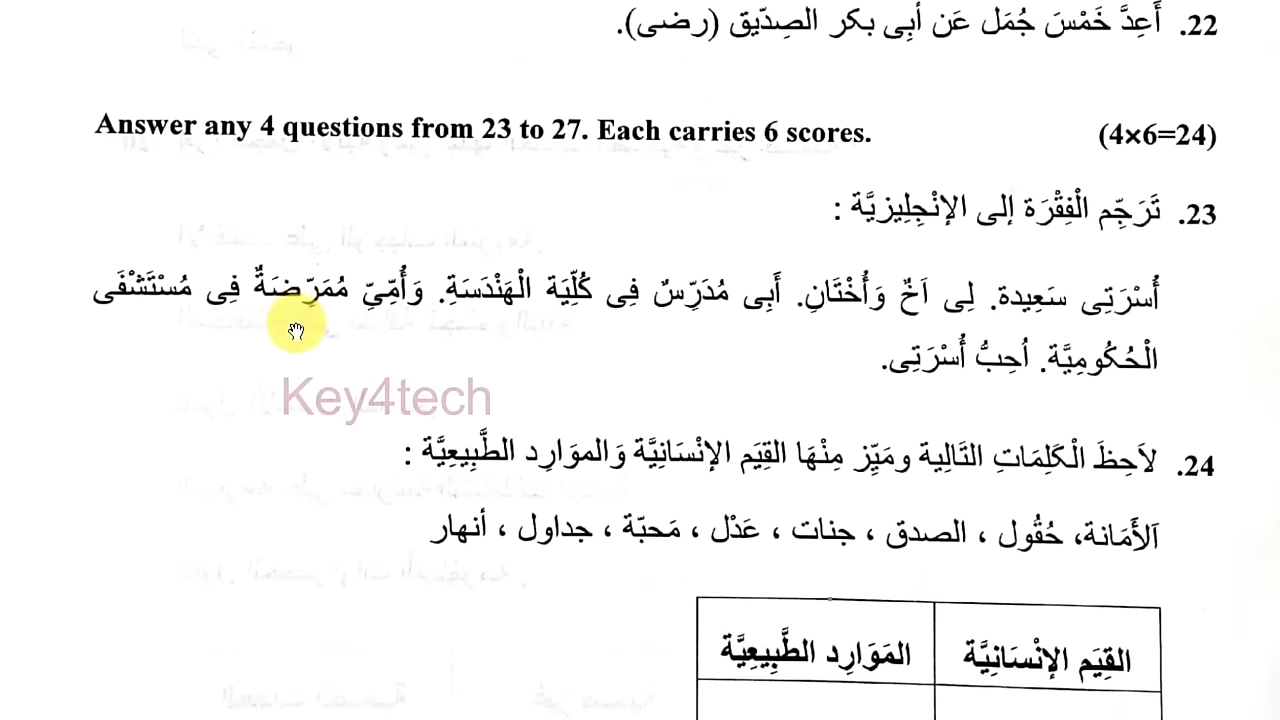 22. أَعِدَّ خَمْسَ جُمَل عَن أبِى بكر الصِدّيق (رضى).
Answer any 4 questions from 23 to 27. Each carries 6 scores. (4×6=24)
23. تَرَجِّم الْفِقْرَة إلى الإنْجِلِيزيَّة :
أُسْرَتِى سَعِيدة. لِى اَخٌ وَأُخْتَانِ. أَبِى مُدَرِّسٌ فِى كُلِّيَة الْهَنْدَسَةِ. وَأُمِّيِّ مُمَرِّضَةٌ فِى مُسْتَشْفَى
الْحُكُومِيَّة. اُحِبُّ أُسْرَتِى.
24. لاَحِظَ الْكَلِمَاتِ التَالِية ومَيِّز مِنْهَا القِيَم الإنْسَانِيَّة وَالموَارِد الطَّبِيعِيَّة :
اَلأَمَانة، حُقُول ، الصدق ، جنات ، عَدْل ، مَحبّة ، جداول ، أنهار
القِيَم الإنْسَانِيَّة المَوَارِد الطَّبِيعِيَّة
Key4tech